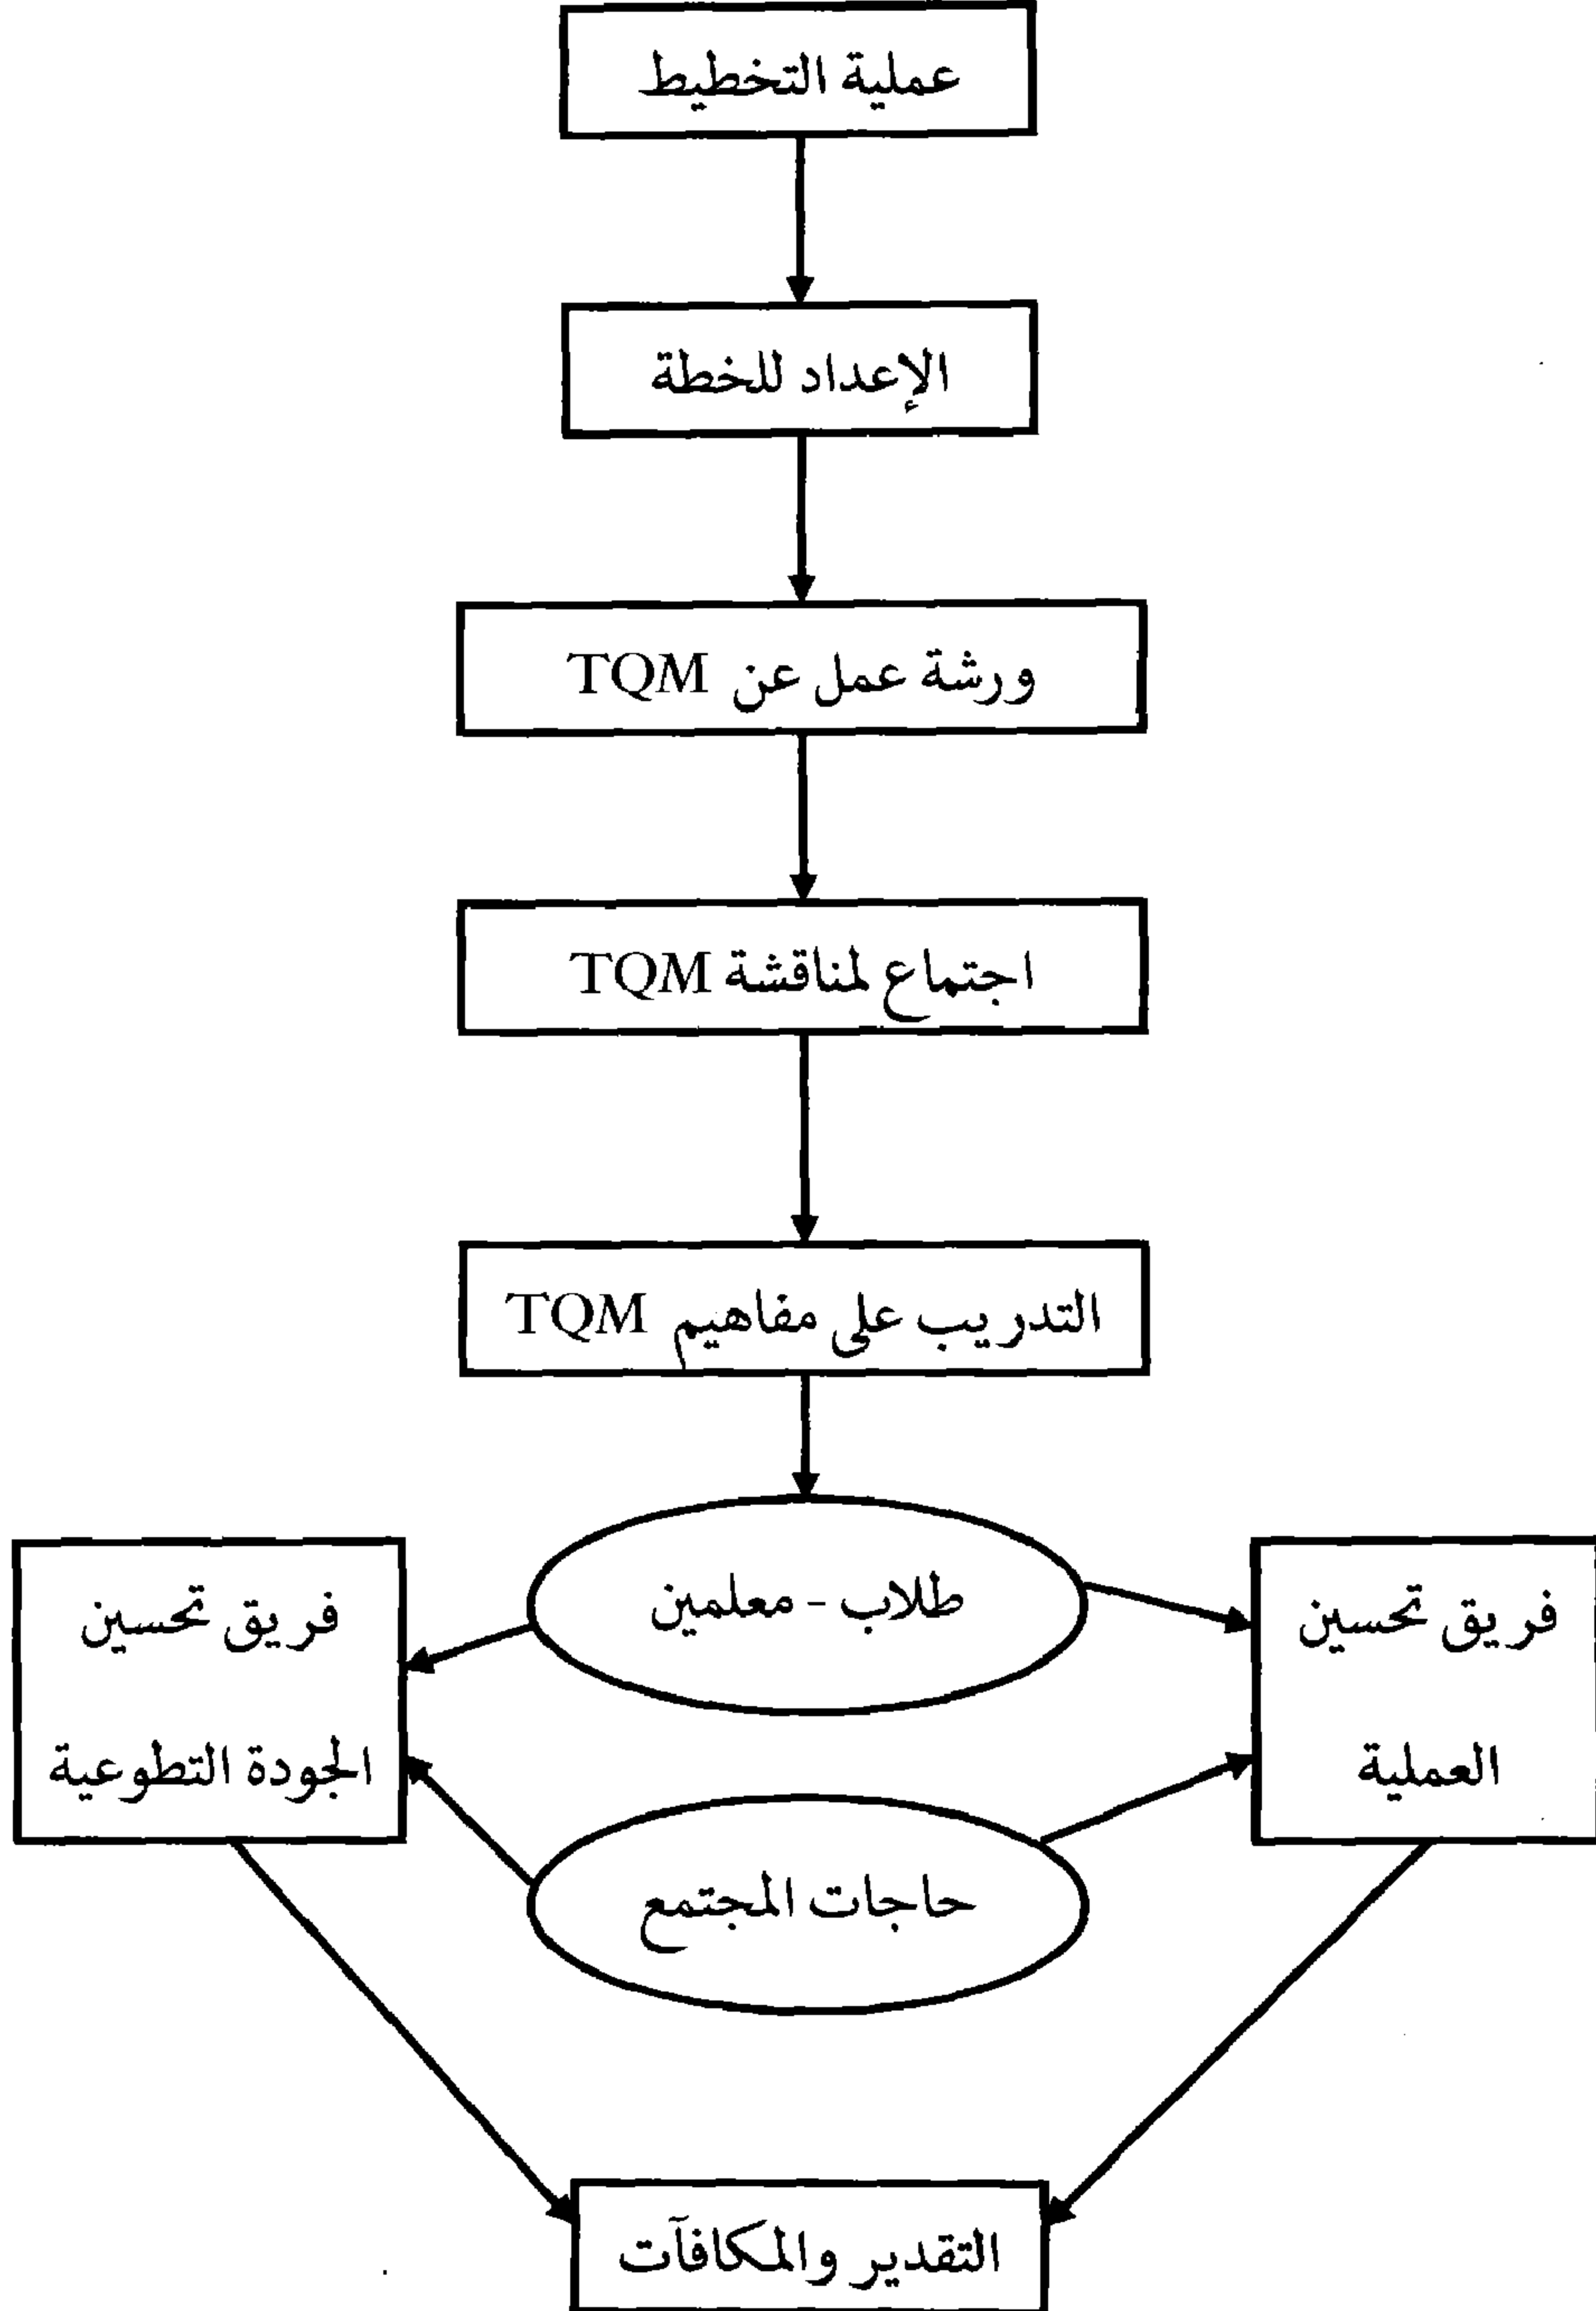 عملية التخطيط
الإعداد للخطة
ورشة عمل عن TQM
اجتماع لمناقشة TQM
التدريب على مفاهيم TQM
طلاب - معلمين
فريق تحسين
العملية
فريق تحسين
الجودة التطوعية
حاجات المجتمع
التقدير والمكافآت